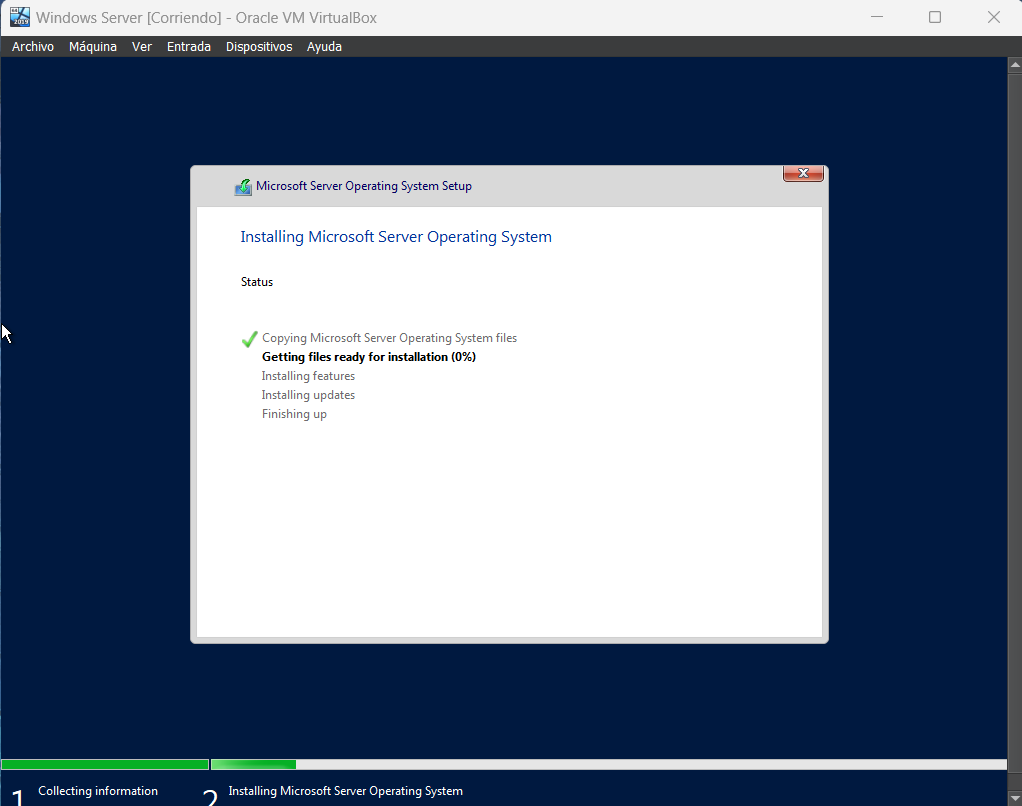 Windows Server [Corriendo] - Oracle VM VirtualBox
Archivo Máquina Ver Entrada Dispositivos Ayuda
Microsoft Server Operating System Setup
Installing Microsoft Server Operating System
Status
Copying Microsoft Server Operating System files
Getting files ready for installation (0%)
Installing features
Installing updates
Finishing up
1 Collecting information 2 Installing Microsoft Server Operating System